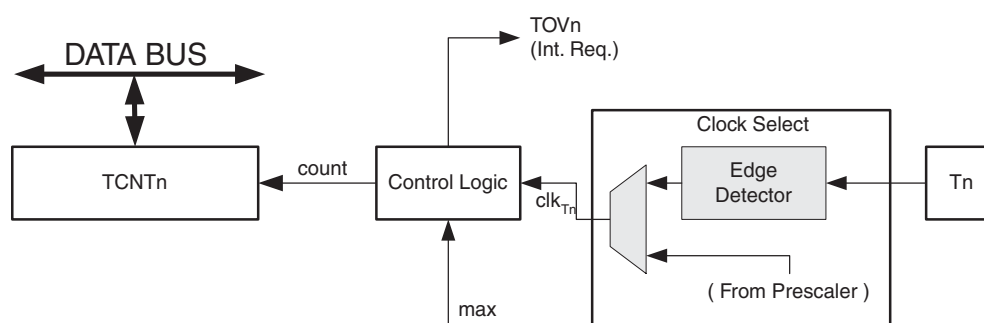 TOVn
(Int. Req.)
DATA BUS
Clock Select
TCNTn
count
Control Logic
clkTn
Edge
Detector
Tn
( From Prescaler )
max